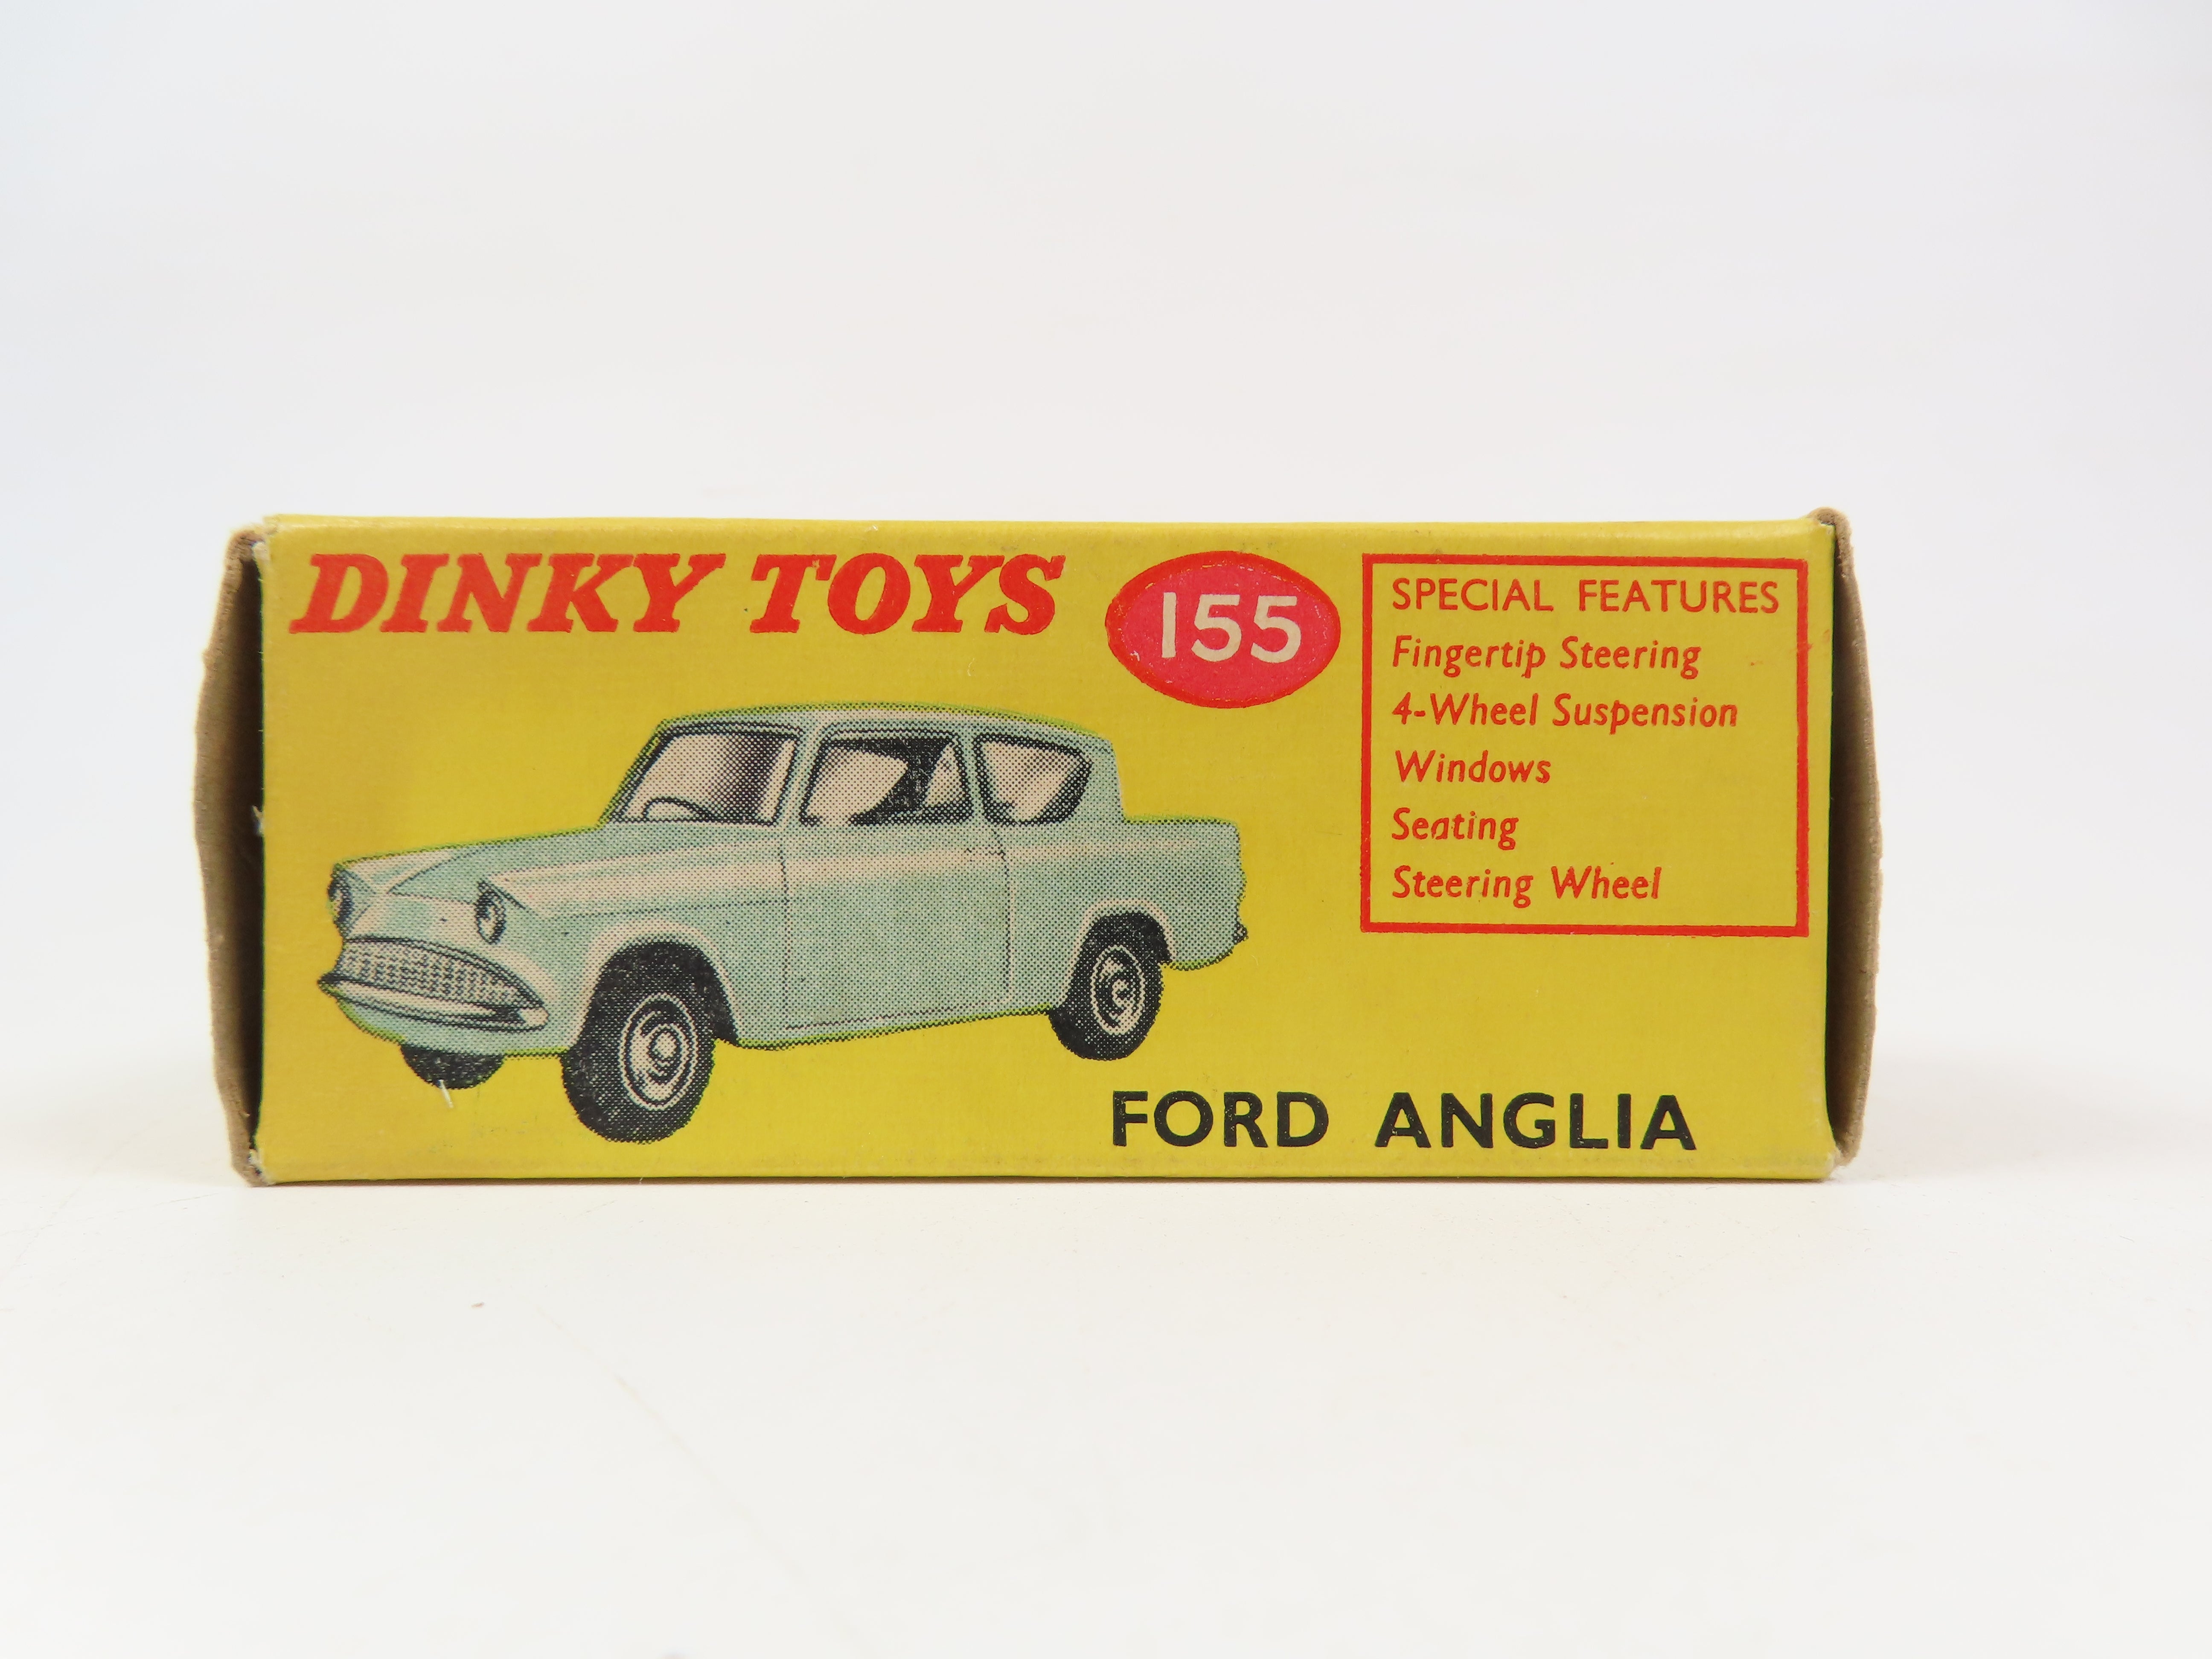 DINKY TOYS
155
SPECIAL FEATURES
Fingertip Steering
4-Wheel Suspension
Windows
Seating
Steering Wheel
FORD ANGLIA